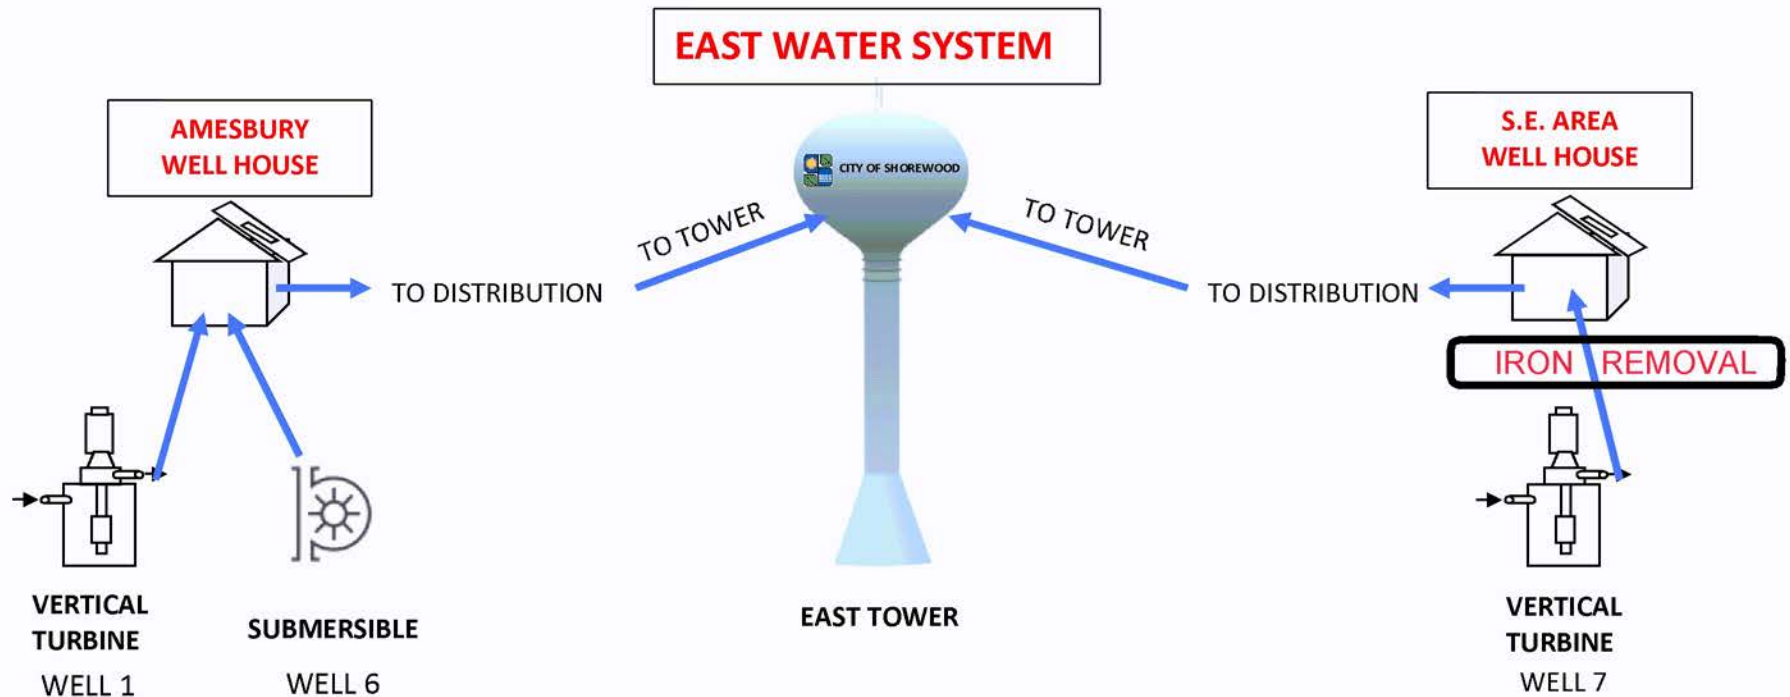 EAST WATER SYSTEM
AMESBURY
WELL HOUSE
S.E. AREA
WELL HOUSE
CITY OF SHOREWOOD
TO TOWER
TO TOWER
TO DISTRIBUTION
TO DISTRIBUTION
IRON REMOVAL
VERTICAL
TURBINE
WELL 1
SUBMERSIBLE
WELL 6
EAST TOWER
VERTICAL
TURBINE
WELL 7